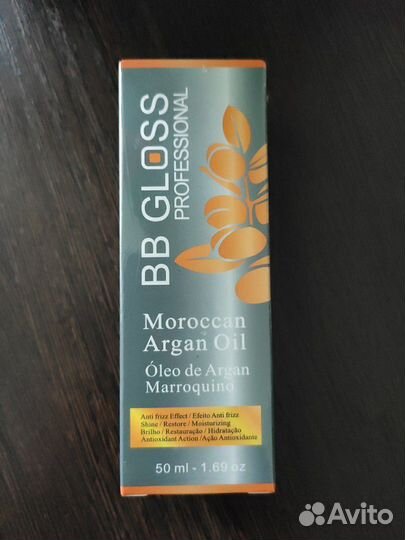 BB GLOSS
PROFESSIONAL
Moroccan
Argan Oil
Óleo de Argan
Marroquino
Anti frizz Effect / Efeito Anti frizz
Shine / Restore / Moisturizing
Brilho / Restauração / Hidratação
Antioxidant Action /Ação Antioxidante
50 ml - 1.69 oz
Avito